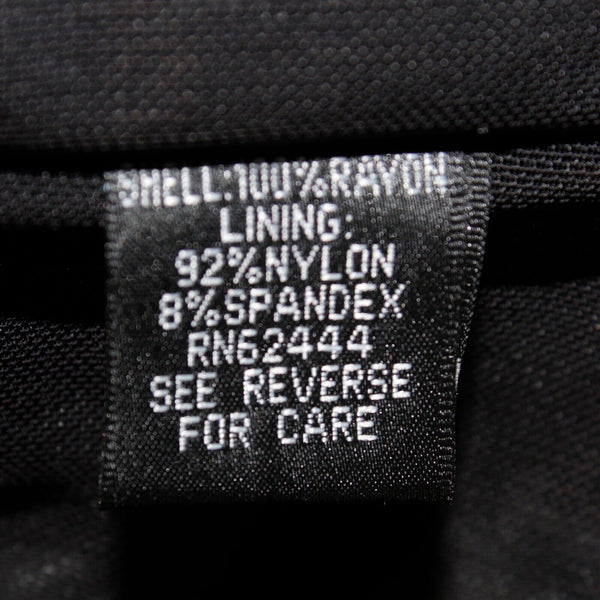 SHELL:100%RAYON
LINING:
92%NYLON
8%SPANDEX
RN62444
SEE REVERSE
FOR CARE